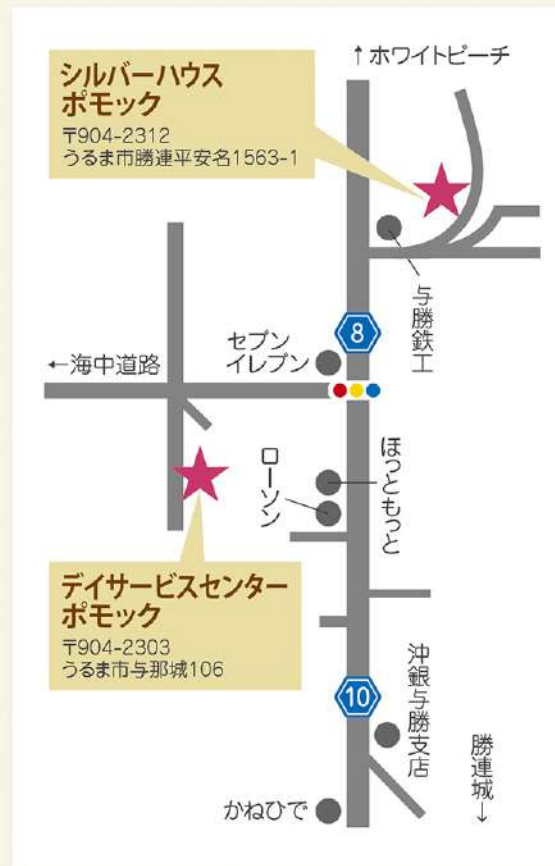 ↑ホワイトビーチ
シルバーハウス
ポモック
〒904-2312
うるま市勝連平安名1563-1
与勝鉄工
8
セブン
イレブン
←海中道路
ほっともっと
ローソン
デイサービスセンター
ポモック
〒904-2303
うるま市与那城106
10
沖銀与勝支店
勝連城→
かねひで